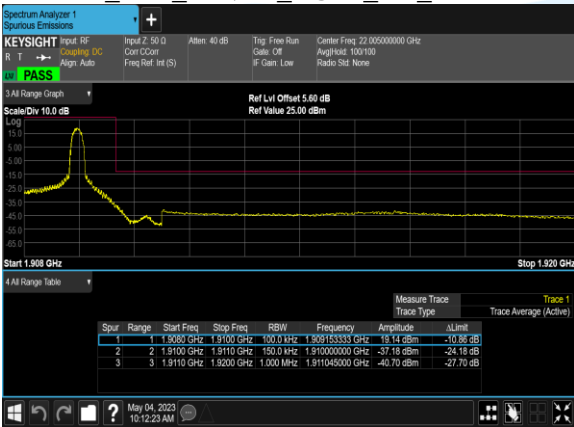 Spectrum Analyzer 1
Spurious Emissions
+
KEYSIGHT Input: RF Input Z: 50 Ω Atten: 40 dB Trig: Free Run Center Freq: 22.005000000 GHz
R T Coupling: DC Corr CCorr Gate: Off Avg|Hold: 100/100
Align: Auto Freq Ref: Int (S) IF Gain: Low Radio Std: None
LXI PASS
3 All Range Graph
Ref Lvl Offset 5.60 dB
Scale/Div 10.0 dB Ref Value 25.00 dBm
Log
15.0
5.00
-5.00
-15.0
-25.0
-35.0
-45.0
-55.0
-65.0
Start 1.908 GHz Stop 1.920 GHz
4 All Range Table
Measure Trace Trace 1
Trace Type Trace Average (Active)
Spur Range Start Freq Stop Freq RBW Frequency Amplitude ΔLimit
1 1 1.9080 GHz 1.9100 GHz 100.0 kHz 1.909153333 GHz 19.14 dBm -10.86 dB
2 2 1.9100 GHz 1.9110 GHz 150.0 kHz 1.910000000 GHz -37.18 dBm -24.18 dB
3 3 1.9110 GHz 1.9200 GHz 1.000 MHz 1.911045000 GHz -40.70 dBm -27.70 dB
? May 04, 2023
10:12:23 AM